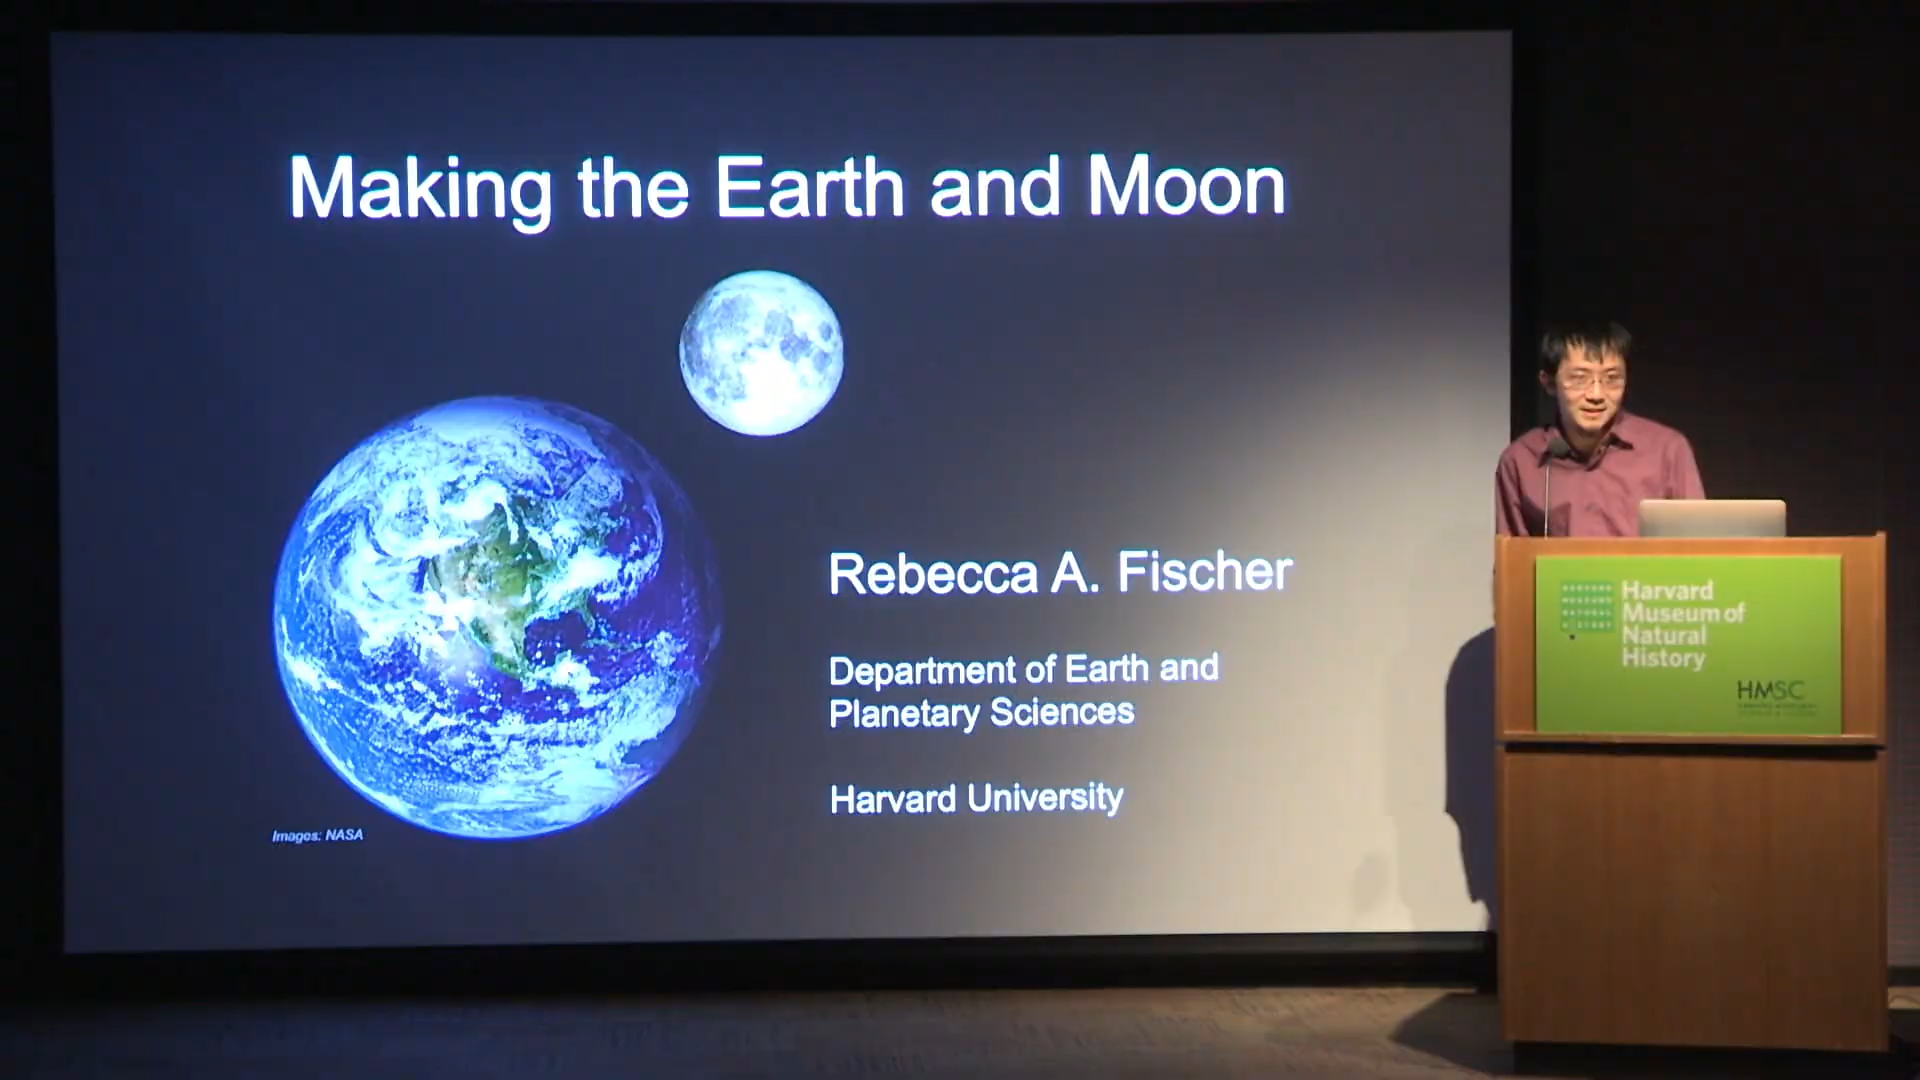 Making the Earth and Moon
Rebecca A. Fischer
Department of Earth and
Planetary Sciences
Harvard University
Images: NASA
Harvard
Museum of
Natural
History
HMSC